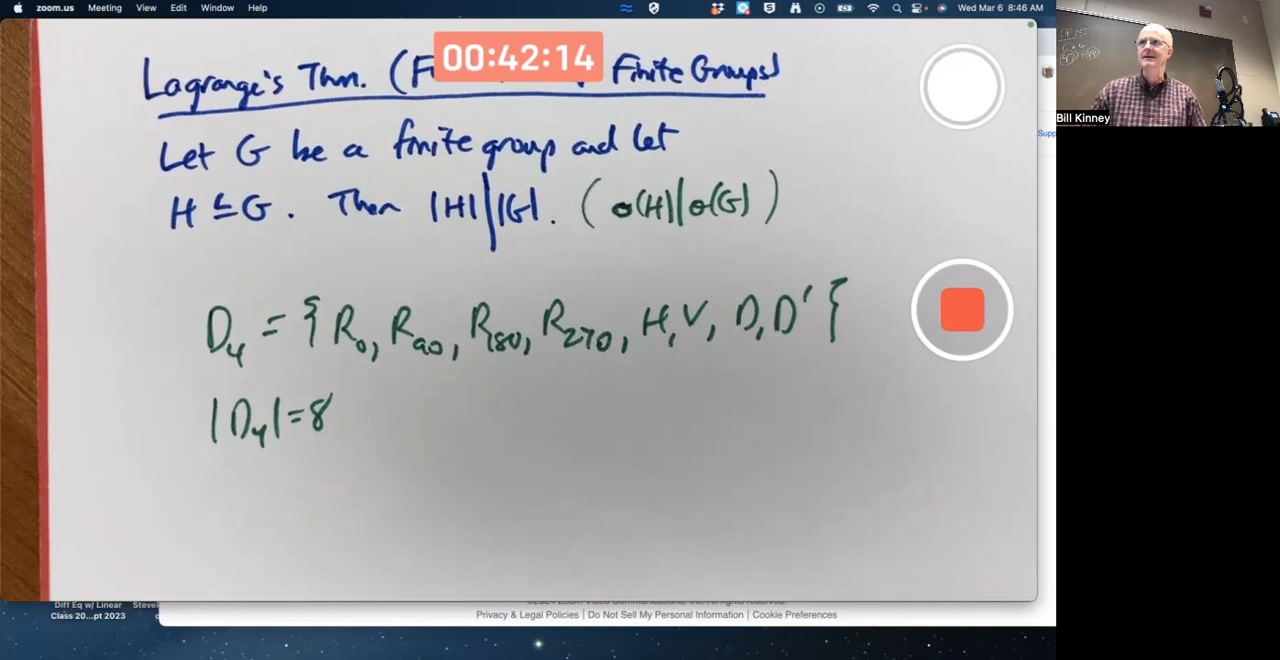 zoom.us Meeting View Edit Window Help
Wed Mar 6 8:46 AM
00:42:14
Lagrange's Thm. (F Finite Groups)
Let G be a finite group and let
H ≤ G. Then |H| | |G|. (o(H)|o(G))
D₄ = { R₀, R₉₀, R₁₈₀, R₂₇₀, H, V, D, D′ }
|D₄| = 8
Bill Kinney
Supp
Diff Eq w/ Linear
Class 20...pt 2023
Privacy & Legal Policies | Do Not Sell My Personal Information | Cookie Preferences